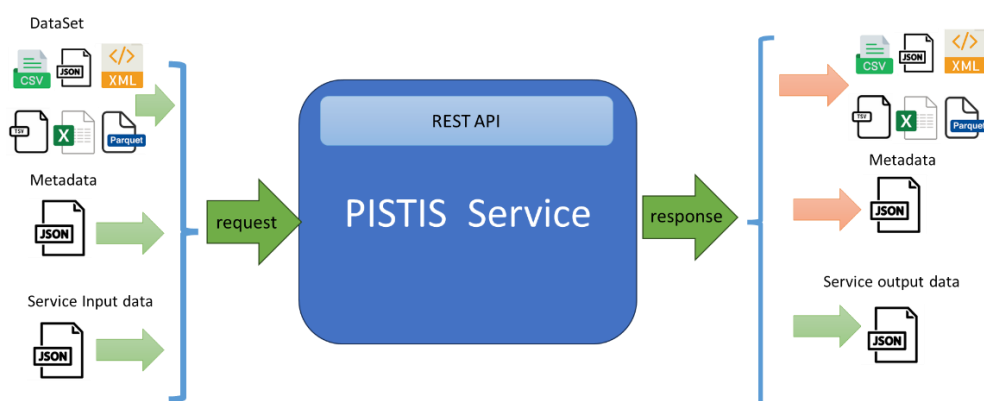 DataSet
CSV
JSON
</>
XML
TSV
X
Parquet
Metadata
JSON
Service Input data
JSON
request
REST API
PISTIS Service
response
CSV
JSON
</>
XML
TSV
X
Parquet
Metadata
JSON
Service output data
JSON